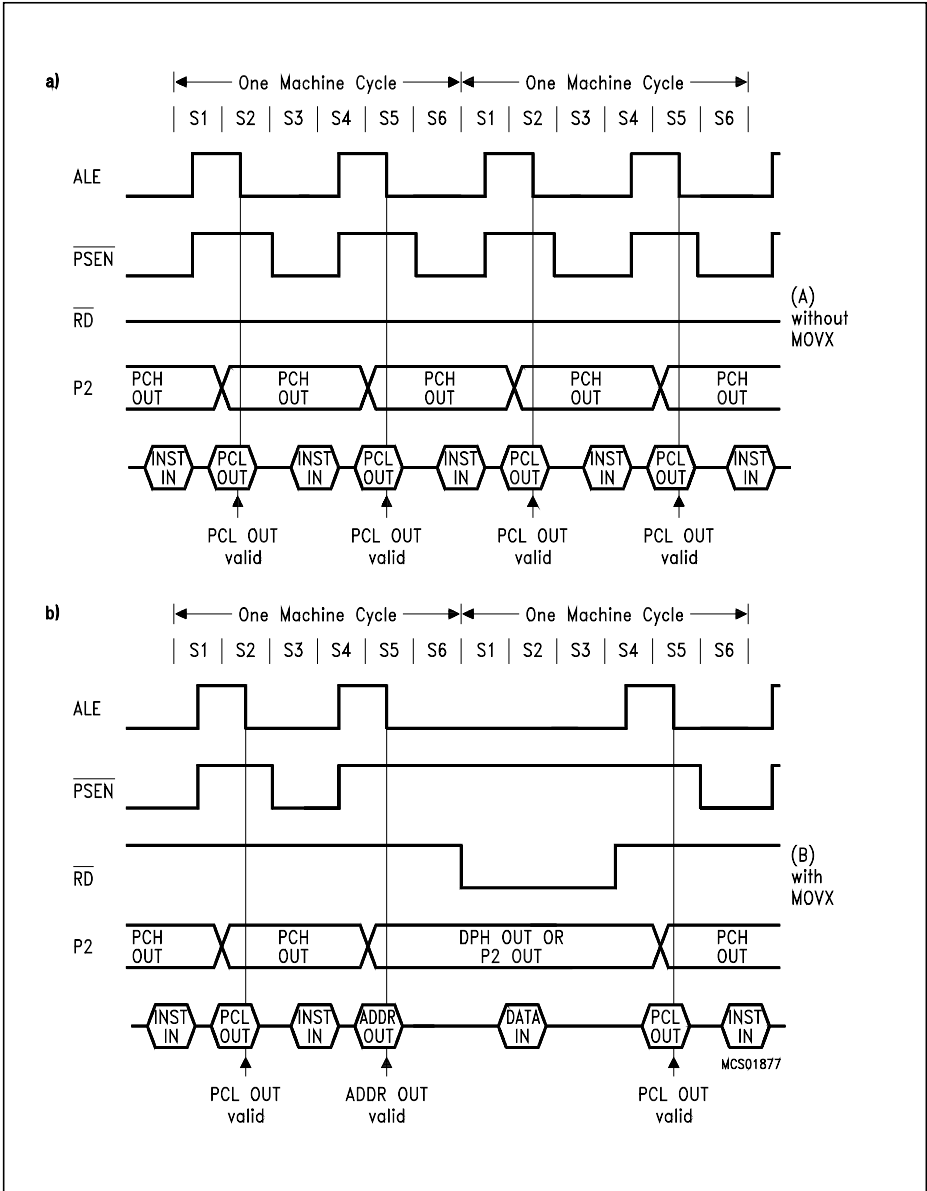 a)
One Machine Cycle One Machine Cycle
S1 S2 S3 S4 S5 S6 S1 S2 S3 S4 S5 S6
ALE
PSEN
RD
(A)
without
MOVX
P2
PCH PCH PCH PCH PCH
OUT OUT OUT OUT OUT
INST PCL INST PCL INST PCL INST PCL INST
IN OUT IN OUT IN OUT IN OUT IN
PCL OUT PCL OUT PCL OUT PCL OUT
valid valid valid valid
b)
One Machine Cycle One Machine Cycle
S1 S2 S3 S4 S5 S6 S1 S2 S3 S4 S5 S6
ALE
PSEN
RD
(B)
with
MOVX
P2
PCH PCH DPH OUT OR PCH
OUT OUT P2 OUT OUT
INST PCL INST ADDR DATA PCL INST
IN OUT IN OUT IN OUT IN
MCS01877
PCL OUT ADDR OUT PCL OUT
valid valid valid